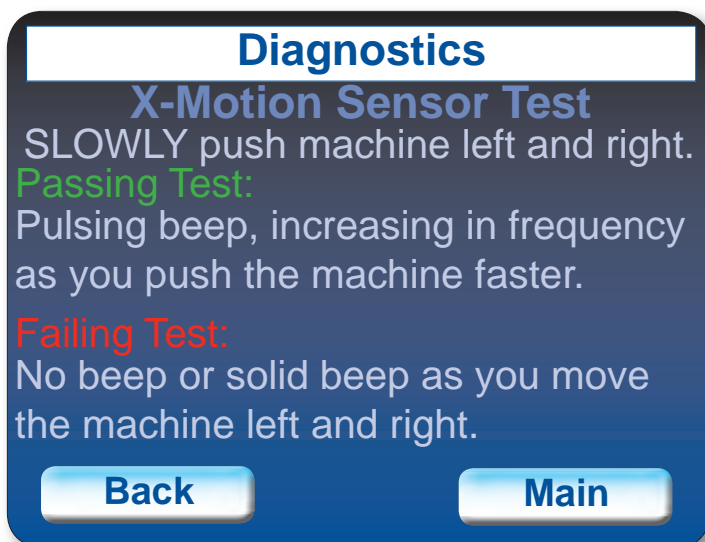 Diagnostics
X-Motion Sensor Test
SLOWLY push machine left and right.
Passing Test:
Pulsing beep, increasing in frequency
as you push the machine faster.
Failing Test:
No beep or solid beep as you move
the machine left and right.
Back
Main